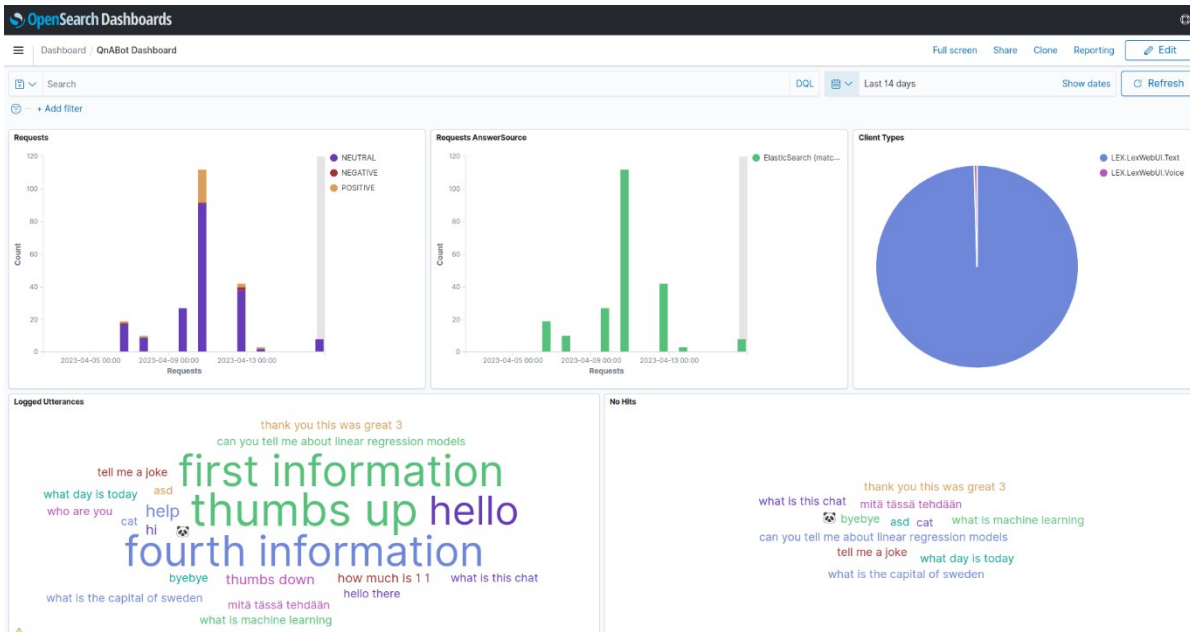 OpenSearch Dashboards
Dashboard / QnABot Dashboard
Full screen Share Clone Reporting Edit
Search DQL Last 14 days Show dates Refresh
+ Add filter
Requests
120
100
80
60
40
20
0
Count
2023-04-05 00:00 2023-04-09 00:00 2023-04-13 00:00
Requests
NEUTRAL
NEGATIVE
POSITIVE
Requests AnswerSource
120
100
80
60
40
20
0
Count
2023-04-05 00:00 2023-04-09 00:00 2023-04-13 00:00
Requests
ElasticSearch (matc...
Client Types
LEX.LexWebUI.Text
LEX.LexWebUI.Voice
Logged Utterances
thank you this was great 3
can you tell me about linear regression models
tell me a joke
first information
what day is today
asd
who are you
help
thumbs up
hello
cat
hi
fourth information
byebye
thumbs down
how much is 1 1
what is this chat
what is the capital of sweden
hello there
mitä tässä tehdään
what is machine learning
No Hits
thank you this was great 3
what is this chat
mitä tässä tehdään
byebye
asd
cat
what is machine learning
can you tell me about linear regression models
tell me a joke
what day is today
what is the capital of sweden